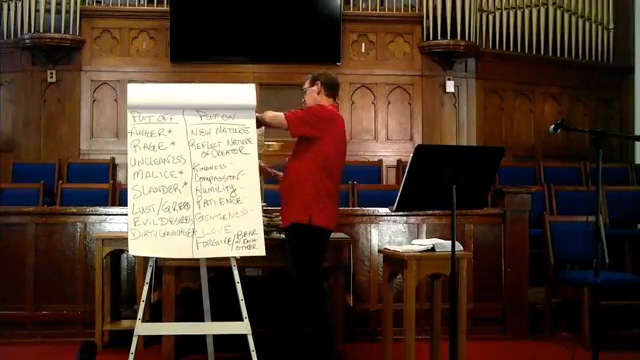 PUT OFF
ANGER*
RAGE*
UNCLEANNESS
MALICE*
SLANDER*
LUST/GREED
EVIL DESIRES
DIRTY LANGUAGE
PUT ON
NEW NATURE
REFLECT NATURE
OF CREATOR
KINDNESS-
COMPASSION-
HUMILITY-
PATIENCE
GENTLENESS-
LOVE
FORGIVE/BEAR
W/ EACH
OTHER